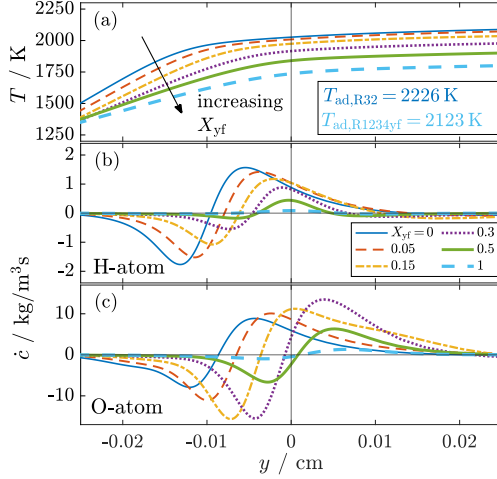 (a)
2250
2000
1750
1500
1250
T / K
increasing
X_yf
T_ad,R32 = 2226 K
T_ad,R1234yf = 2123 K
(b)
2
1
0
-1
-2
H-atom
X_yf = 0
0.05
0.15
0.3
0.5
1
(c)
10
0
-10
ċ / kg/m³s
O-atom
-0.02 -0.01 0 0.01 0.02
y / cm